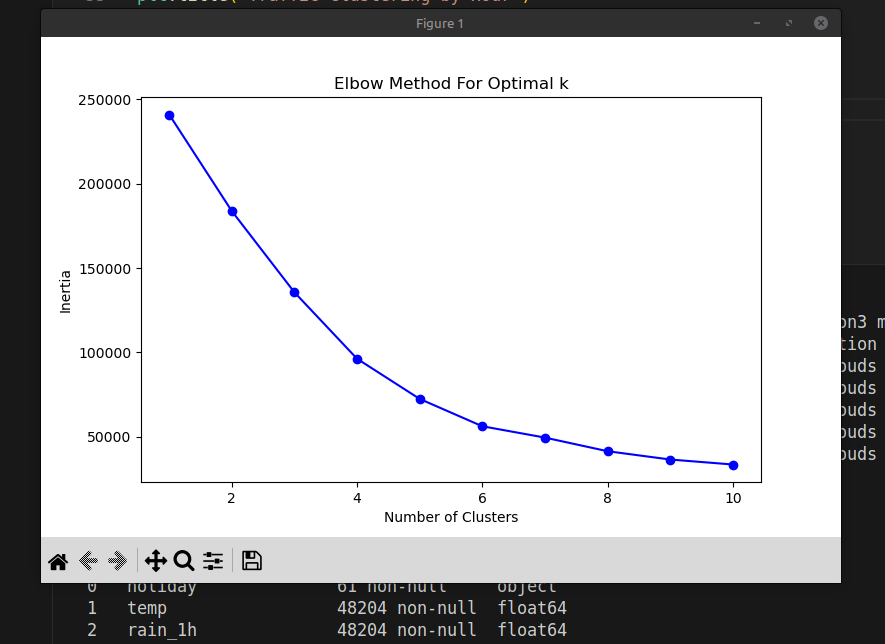 Figure 1
Elbow Method For Optimal k
250000
200000
150000
100000
50000
Inertia
2 4 6 8 10
Number of Clusters
on3 m
tion
ouds
ouds
ouds
ouds
ouds
0 holiday 61 non-null object
1 temp 48204 non-null float64
2 rain_1h 48204 non-null float64